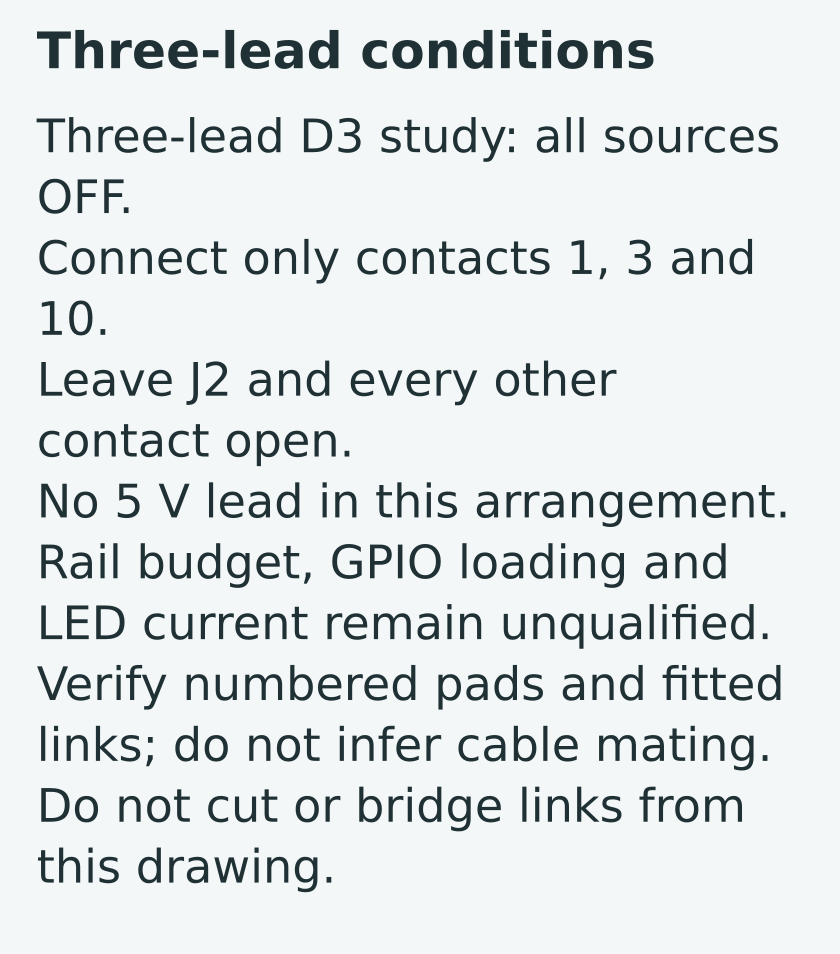 Three-lead conditions
Three-lead D3 study: all sources
OFF.
Connect only contacts 1, 3 and
10.
Leave J2 and every other
contact open.
No 5 V lead in this arrangement.
Rail budget, GPIO loading and
LED current remain unqualified.
Verify numbered pads and fitted
links; do not infer cable mating.
Do not cut or bridge links from
this drawing.